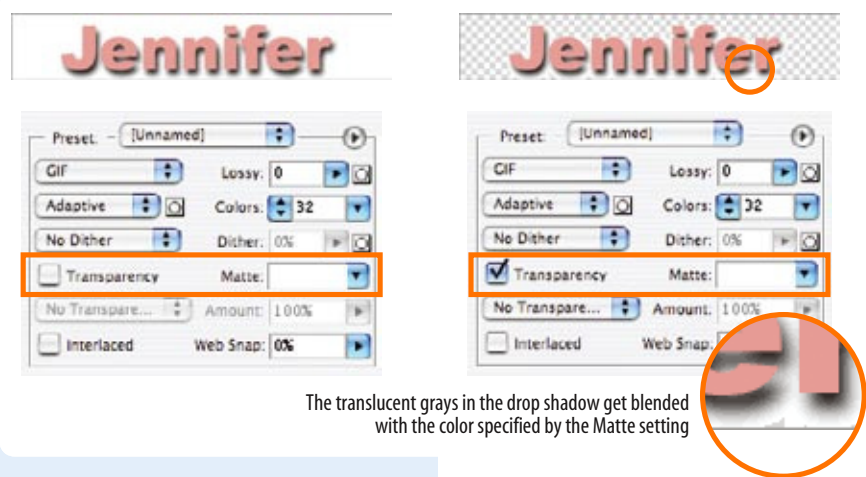 Jennifer
Jennifer
Preset: [Unnamed]
GIF Lossy: 0
Adaptive Colors: 32
No Dither Dither: 0%
Transparency Matte:
No Transpare... Amount: 100%
Interlaced Web Snap: 0%
Preset: [Unnamed]
GIF Lossy: 0
Adaptive Colors: 32
No Dither Dither: 0%
Transparency Matte:
No Transpare... Amount: 100%
Interlaced Web Snap:
The translucent grays in the drop shadow get blended
with the color specified by the Matte setting